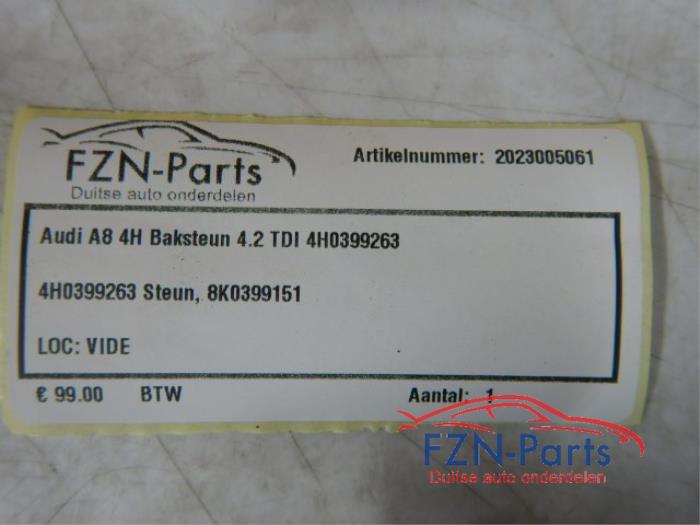 FZN-Parts
Duitse auto onderdelen
Artikelnummer: 2023005061
Audi A8 4H Baksteun 4.2 TDI 4H0399263
4H0399263 Steun, 8K0399151
LOC: VIDE
€ 99.00 BTW Aantal: 1
FZN-Parts
Duitse auto onderdelen